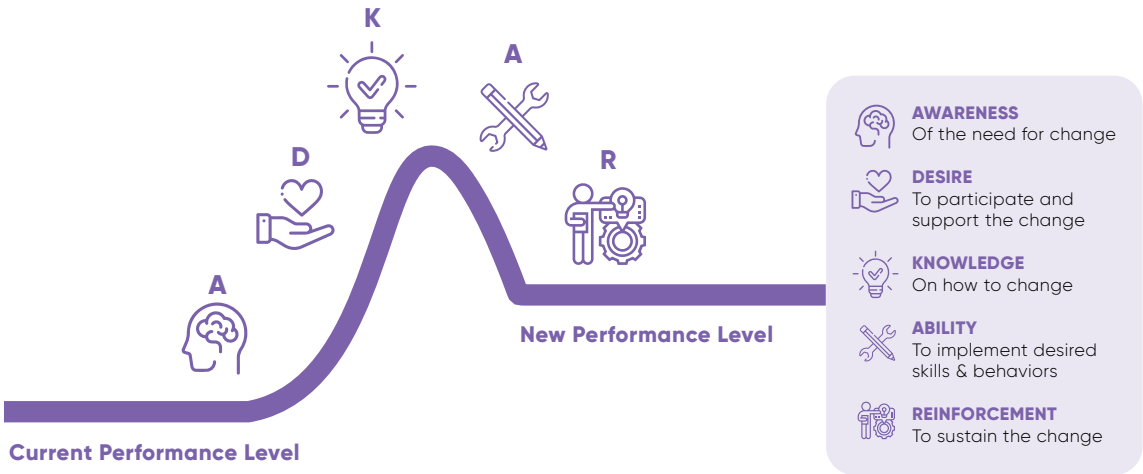 K
A
D
R
A
New Performance Level
Current Performance Level
AWARENESS
Of the need for change
DESIRE
To participate and
support the change
KNOWLEDGE
On how to change
ABILITY
To implement desired
skills & behaviors
REINFORCEMENT
To sustain the change